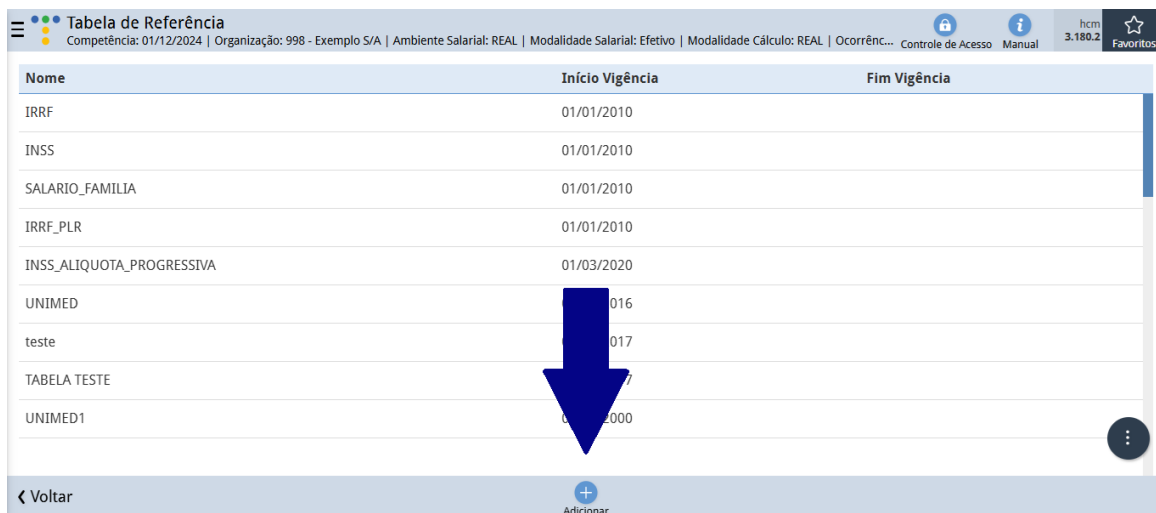 Tabela de Referência
Competência: 01/12/2024 | Organização: 998 - Exemplo S/A | Ambiente Salarial: REAL | Modalidade Salarial: Efetivo | Modalidade Cálculo: REAL | Ocorrênc...
Controle de Acesso
Manual
hcm
3.180.2
Favoritos
Nome Início Vigência Fim Vigência
IRRF 01/01/2010
INSS 01/01/2010
SALARIO_FAMILIA 01/01/2010
IRRF_PLR 01/01/2010
INSS_ALIQUOTA_PROGRESSIVA 01/03/2020
UNIMED
teste
TABELA TESTE
UNIMED1
Voltar
Adicionar